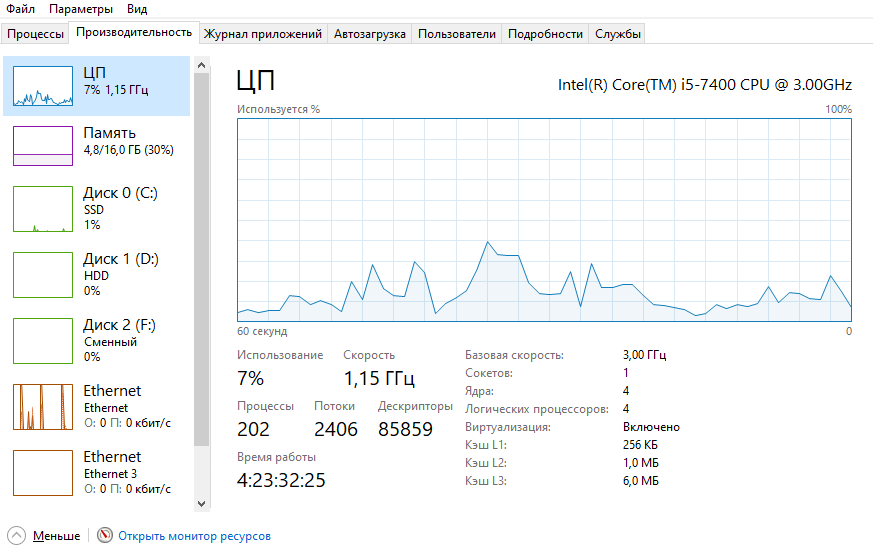 Файл Параметры Вид
Процессы Производительность Журнал приложений Автозагрузка Пользователи Подробности Службы
ЦП
7% 1,15 ГГц
Память
4,8/16,0 ГБ (30%)
Диск 0 (C:)
SSD
1%
Диск 1 (D:)
HDD
0%
Диск 2 (F:)
Сменный
0%
Ethernet
Ethernet
О: 0 П: 0 кбит/с
Ethernet
Ethernet 3
О: 0 П: 0 кбит/с
ЦП
Intel(R) Core(TM) i5-7400 CPU @ 3.00GHz
Используется % 100%
60 секунд 0
Использование Скорость
7% 1,15 ГГц
Процессы Потоки Дескрипторы
202 2406 85859
Время работы
4:23:32:25
Базовая скорость: 3,00 ГГц
Сокетов: 1
Ядра: 4
Логических процессоров: 4
Виртуализация: Включено
Кэш L1: 256 КБ
Кэш L2: 1,0 МБ
Кэш L3: 6,0 МБ
Меньше Открыть монитор ресурсов